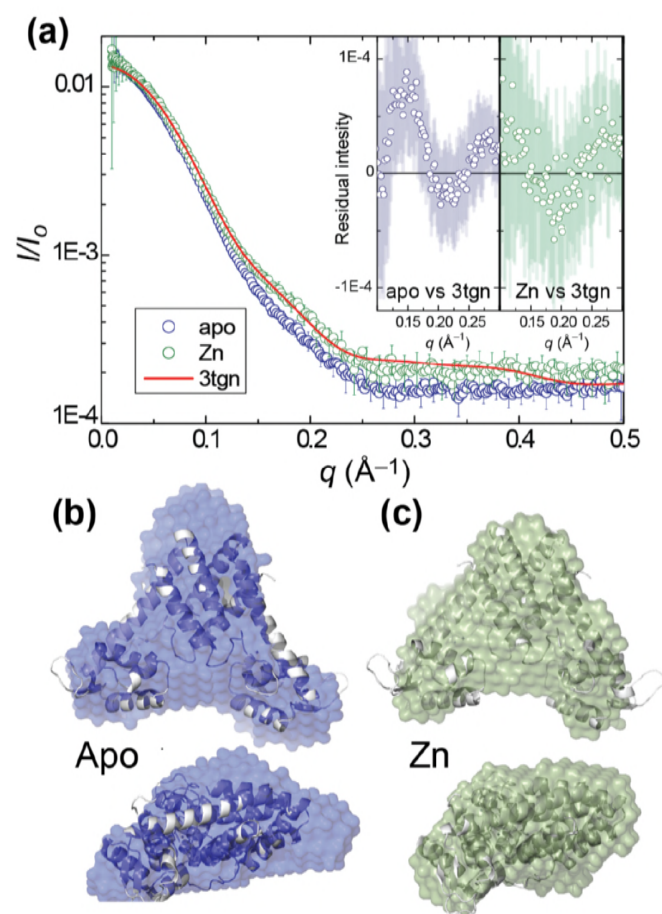 (a)
0.01
1E-3
1E-4
I/I₀
0.0 0.1 0.2 0.3 0.4 0.5
q (Å⁻¹)
apo
Zn
3tgn
Residual intesity
1E-4
0
-1E-4
apo vs 3tgn
Zn vs 3tgn
0.15 0.20 0.25
0.15 0.20 0.25
q (Å⁻¹)
q (Å⁻¹)
(b)
(c)
Apo
Zn